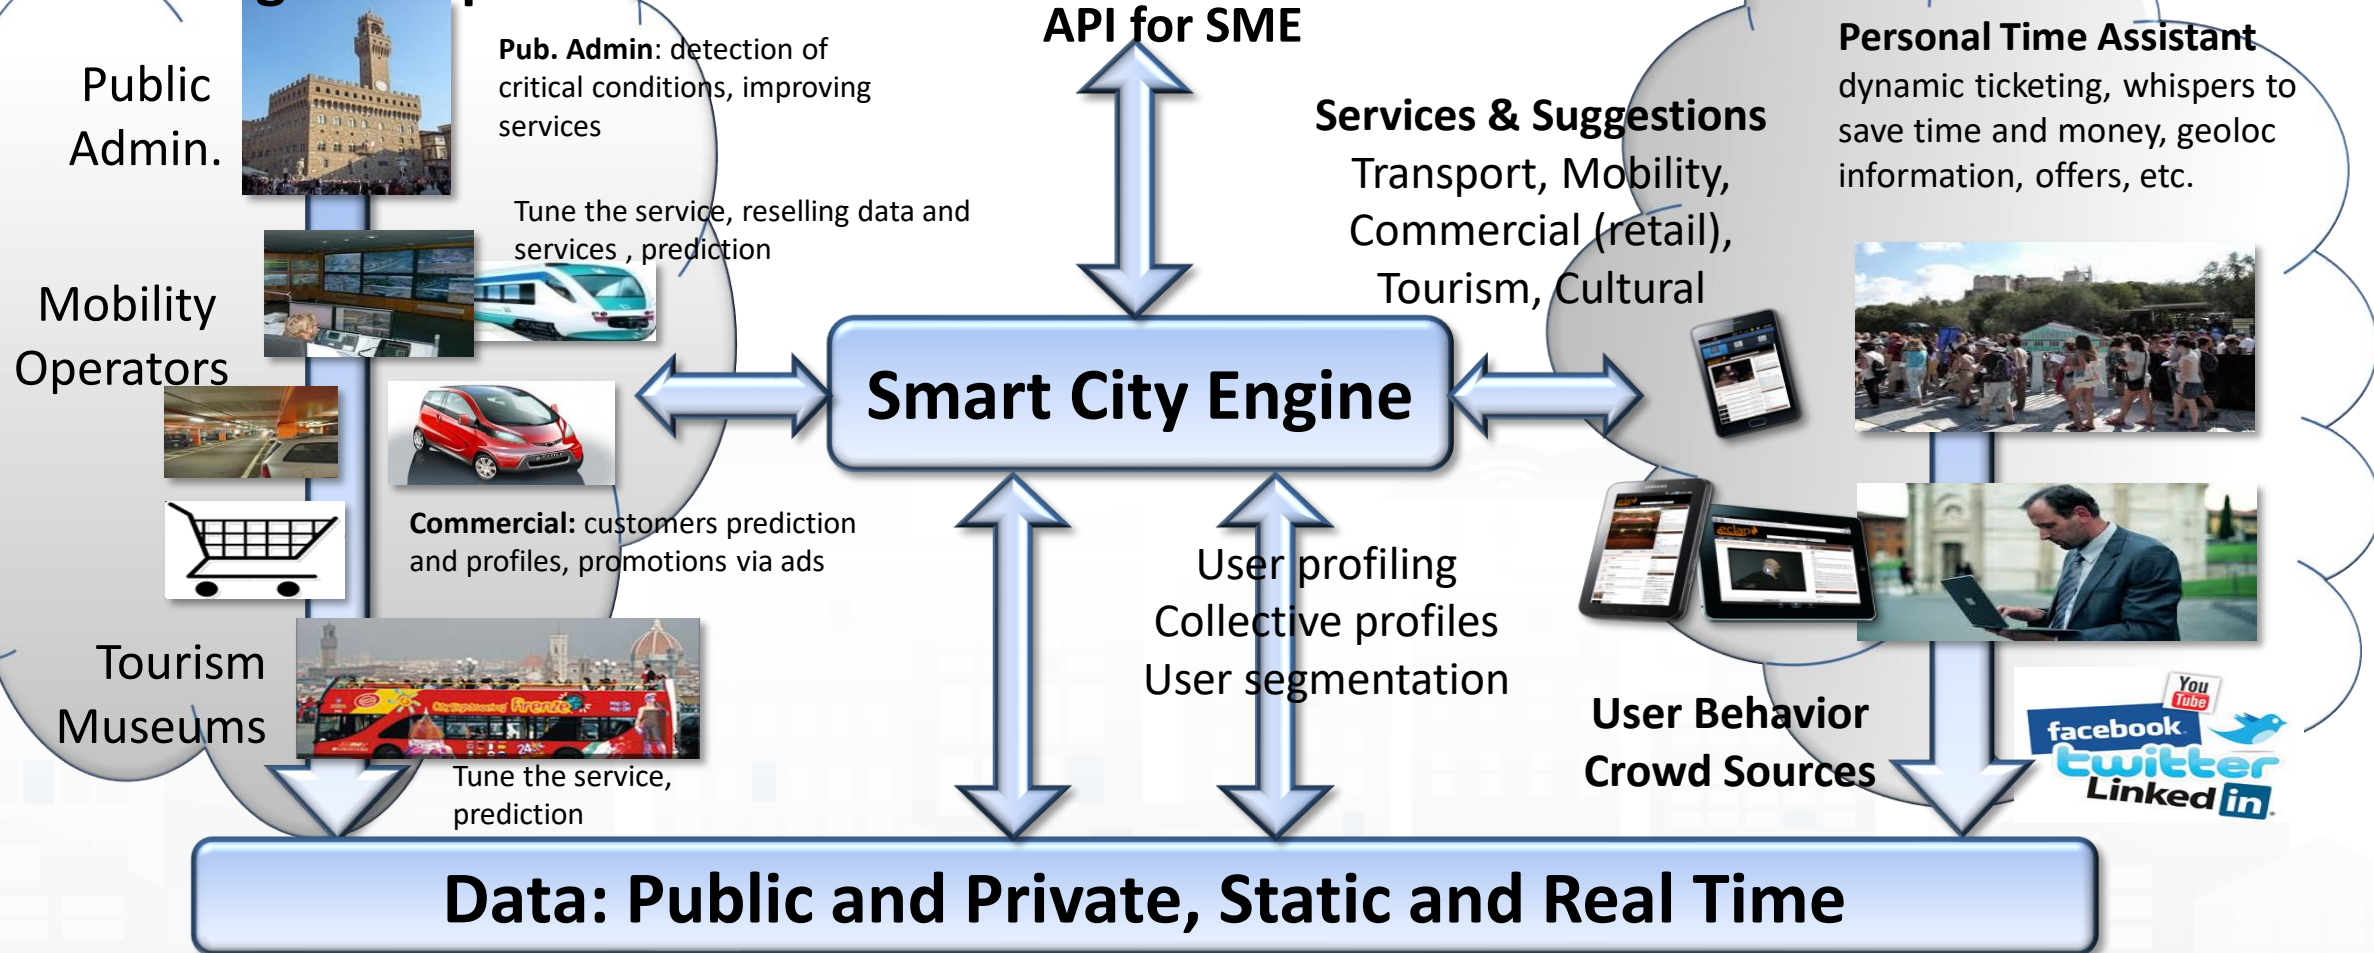 API for SME
Public
Admin.
Pub. Admin: detection of
critical conditions, improving
services
Tune the service, reselling data and
services , prediction
Mobility
Operators
Commercial: customers prediction
and profiles, promotions via ads
Tourism
Museums
Firenze
Tune the service,
prediction
Services & Suggestions
Transport, Mobility,
Commercial (retail),
Tourism, Cultural
Personal Time Assistant
dynamic ticketing, whispers to
save time and money, geoloc
information, offers, etc.
Smart City Engine
User profiling
Collective profiles
User segmentation
eclap
User Behavior
Crowd Sources
You
Tube
facebook
twitter
Linked in
Data: Public and Private, Static and Real Time